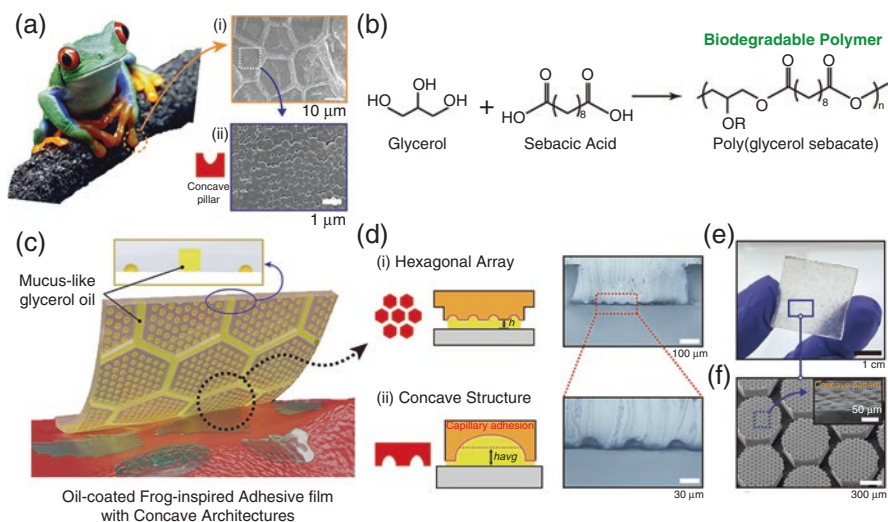 (a)
(i)
10 μm
(ii)
Concave
pillar
1 μm
(b)
Biodegradable Polymer
HO
OH
OH
Glycerol
+
HO
O
8
O
OH
Sebacic Acid
O
OR
O
8
O
O
n
Poly(glycerol sebacate)
(c)
Mucus-like
glycerol oil
Oil-coated Frog-inspired Adhesive film
with Concave Architectures
(d)
(i) Hexagonal Array
h
100 μm
(ii) Concave Structure
Capillary adhesion
havg
30 μm
(e)
1 cm
(f)
Concave pattern
50 μm
300 μm